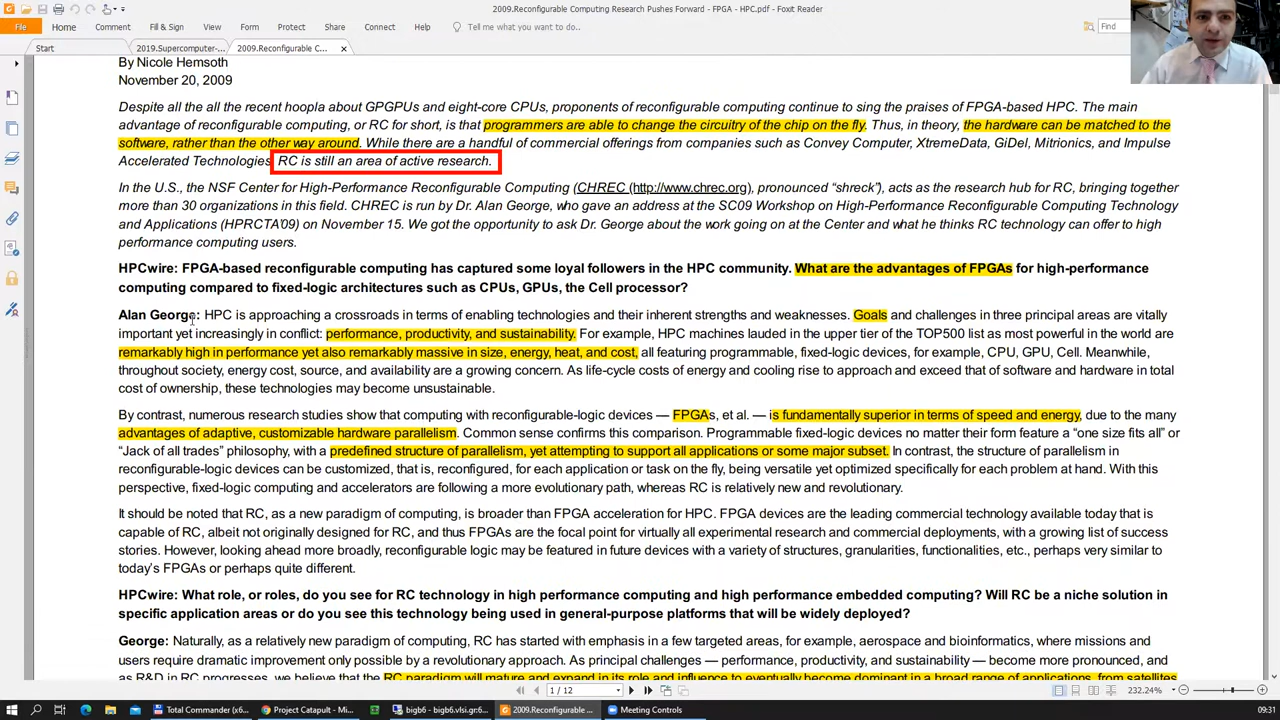 2009.Reconfigurable Computing Research Pushes Forward - FPGA - HPC.pdf - Foxit Reader
File Home Comment Fill & Sign View Form Protect Share Connect Help Tell me what you want to do.. Find
Start 2019.Supercomputer-... 2009.Reconfigurable C... ×
By Nicole Hemsoth
November 20, 2009
Despite all the all the recent hoopla about GPGPUs and eight-core CPUs, proponents of reconfigurable computing continue to sing the praises of FPGA-based HPC. The main
advantage of reconfigurable computing, or RC for short, is that programmers are able to change the circuitry of the chip on the fly. Thus, in theory, the hardware can be matched to the
software, rather than the other way around. While there are a handful of commercial offerings from companies such as Convey Computer, XtremeData, GiDel, Mitrionics, and Impulse
Accelerated Technologies RC is still an area of active research.
In the U.S., the NSF Center for High-Performance Reconfigurable Computing (CHREC (http://www.chrec.org), pronounced “shreck”), acts as the research hub for RC, bringing together
more than 30 organizations in this field. CHREC is run by Dr. Alan George, who gave an address at the SC09 Workshop on High-Performance Reconfigurable Computing Technology
and Applications (HPRCTA'09) on November 15. We got the opportunity to ask Dr. George about the work going on at the Center and what he thinks RC technology can offer to high
performance computing users.
HPCwire: FPGA-based reconfigurable computing has captured some loyal followers in the HPC community. What are the advantages of FPGAs for high-performance
computing compared to fixed-logic architectures such as CPUs, GPUs, the Cell processor?
Alan George: HPC is approaching a crossroads in terms of enabling technologies and their inherent strengths and weaknesses. Goals and challenges in three principal areas are vitally
important yet increasingly in conflict: performance, productivity, and sustainability. For example, HPC machines lauded in the upper tier of the TOP500 list as most powerful in the world are
remarkably high in performance yet also remarkably massive in size, energy, heat, and cost, all featuring programmable, fixed-logic devices, for example, CPU, GPU, Cell. Meanwhile,
throughout society, energy cost, source, and availability are a growing concern. As life-cycle costs of energy and cooling rise to approach and exceed that of software and hardware in total
cost of ownership, these technologies may become unsustainable.
By contrast, numerous research studies show that computing with reconfigurable-logic devices — FPGAs, et al. — is fundamentally superior in terms of speed and energy, due to the many
advantages of adaptive, customizable hardware parallelism. Common sense confirms this comparison. Programmable fixed-logic devices no matter their form feature a “one size fits all” or
“Jack of all trades” philosophy, with a predefined structure of parallelism, yet attempting to support all applications or some major subset. In contrast, the structure of parallelism in
reconfigurable-logic devices can be customized, that is, reconfigured, for each application or task on the fly, being versatile yet optimized specifically for each problem at hand. With this
perspective, fixed-logic computing and accelerators are following a more evolutionary path, whereas RC is relatively new and revolutionary.
It should be noted that RC, as a new paradigm of computing, is broader than FPGA acceleration for HPC. FPGA devices are the leading commercial technology available today that is
capable of RC, albeit not originally designed for RC, and thus FPGAs are the focal point for virtually all experimental research and commercial deployments, with a growing list of success
stories. However, looking ahead more broadly, reconfigurable logic may be featured in future devices with a variety of structures, granularities, functionalities, etc., perhaps very similar to
today's FPGAs or perhaps quite different.
HPCwire: What role, or roles, do you see for RC technology in high performance computing and high performance embedded computing? Will RC be a niche solution in
specific application areas or do you see this technology being used in general-purpose platforms that will be widely deployed?
George: Naturally, as a relatively new paradigm of computing, RC has started with emphasis in a few targeted areas, for example, aerospace and bioinformatics, where missions and
users require dramatic improvement only possible by a revolutionary approach. As principal challenges — performance, productivity, and sustainability — become more pronounced, and
as R&D in RC progresses, we believe that the RC paradigm will mature and expand in its role and influence to eventually become dominant in a broad range of applications, from satellites
1 / 12 232.24%
Total Commander (x6... Project Catapult - Mi... bigb6 - bigb6.vlsi.gr... 2009.Reconfigurable ... Meeting Controls 09:31